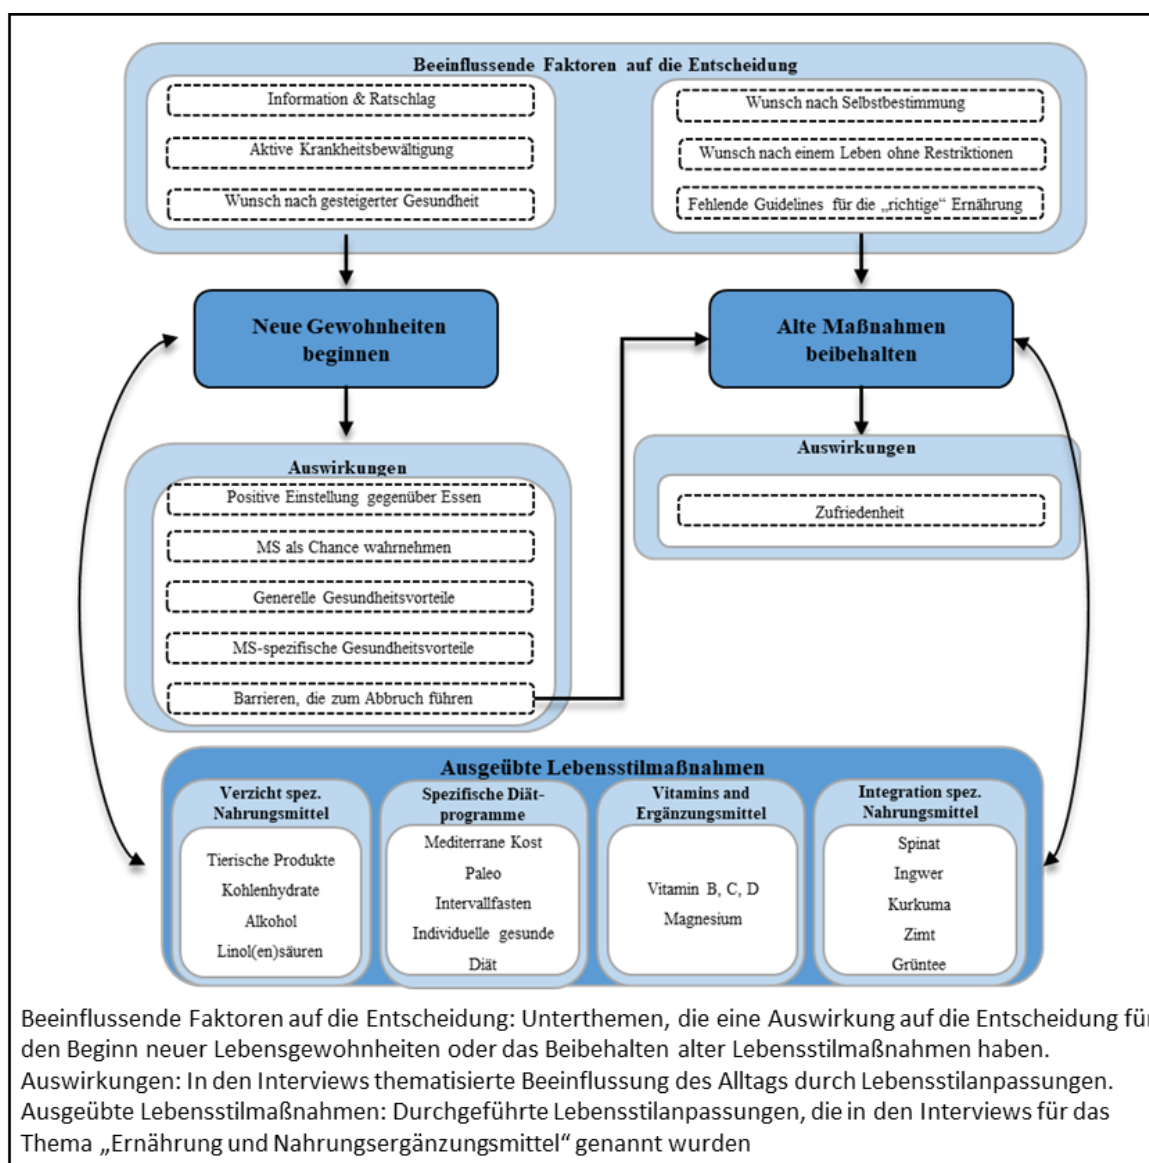 Beeinflussende Faktoren auf die Entscheidung
Information & Ratschlag
Aktive Krankheitsbewältigung
Wunsch nach gesteigerter Gesundheit
Wunsch nach Selbstbestimmung
Wunsch nach einem Leben ohne Restriktionen
Fehlende Guidelines für die „richtige“ Ernährung
Neue Gewohnheiten
beginnen
Alte Maßnahmen
beibehalten
Auswirkungen
Positive Einstellung gegenüber Essen
MS als Chance wahrnehmen
Generelle Gesundheitsvorteile
MS-spezifische Gesundheitsvorteile
Barrieren, die zum Abbruch führen
Auswirkungen
Zufriedenheit
Ausgeübte Lebensstilmaßnahmen
Verzicht spez.
Nahrungsmittel
Tierische Produkte
Kohlenhydrate
Alkohol
Linol(en)säuren
Spezifische Diät-
programme
Mediterrane Kost
Paleo
Intervallfasten
Individuelle gesunde
Diät
Vitamins and
Ergänzungsmittel
Vitamin B, C, D
Magnesium
Integration spez.
Nahrungsmittel
Spinat
Ingwer
Kurkuma
Zimt
Grüntee
Beeinflussende Faktoren auf die Entscheidung: Unterthemen, die eine Auswirkung auf die Entscheidung für
den Beginn neuer Lebensgewohnheiten oder das Beibehalten alter Lebensstilmaßnahmen haben.
Auswirkungen: In den Interviews thematisierte Beeinflussung des Alltags durch Lebensstilanpassungen.
Ausgeübte Lebensstilmaßnahmen: Durchgeführte Lebensstilanpassungen, die in den Interviews für das
Thema „Ernährung und Nahrungsergänzungsmittel“ genannt wurden